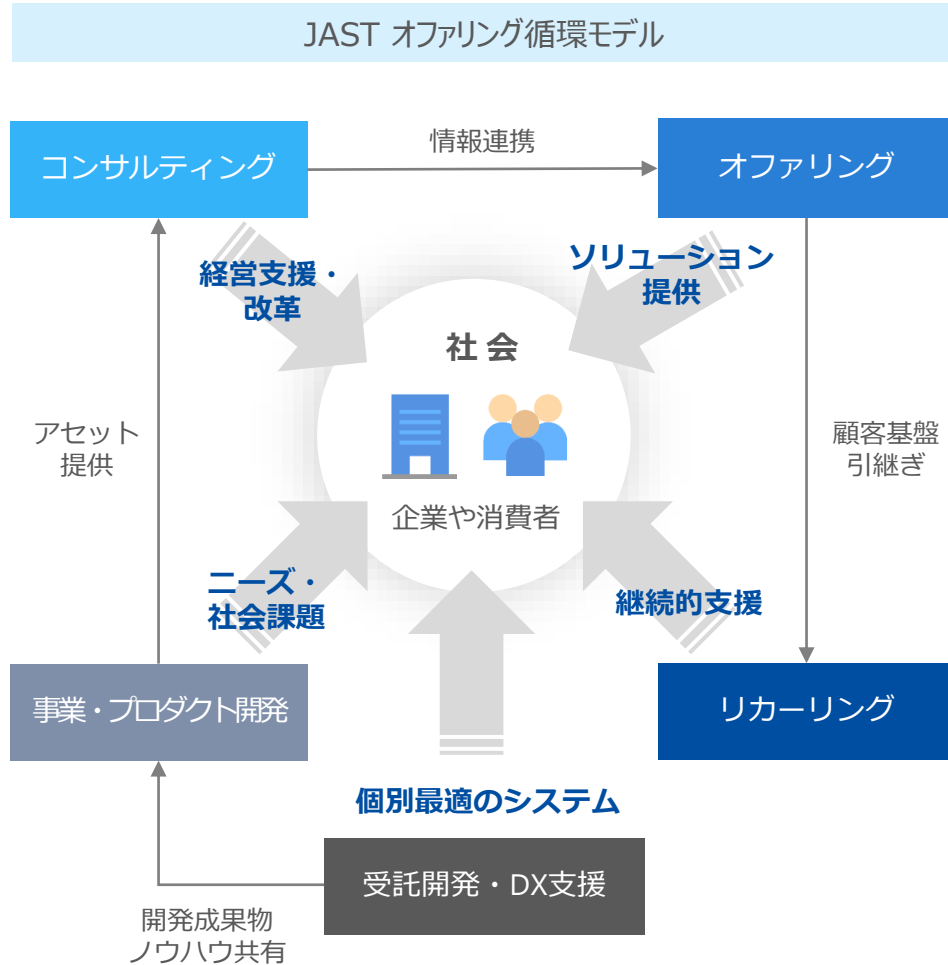 JAST オファリング循環モデル
コンサルティング
情報連携
オファリング
経営支援・
改革
ソリューション
提供
社 会
アセット
提供
顧客基盤
引継ぎ
企業や消費者
ニーズ・
社会課題
継続的支援
事業・プロダクト開発
リカーリング
個別最適のシステム
受託開発・DX支援
開発成果物
ノウハウ共有